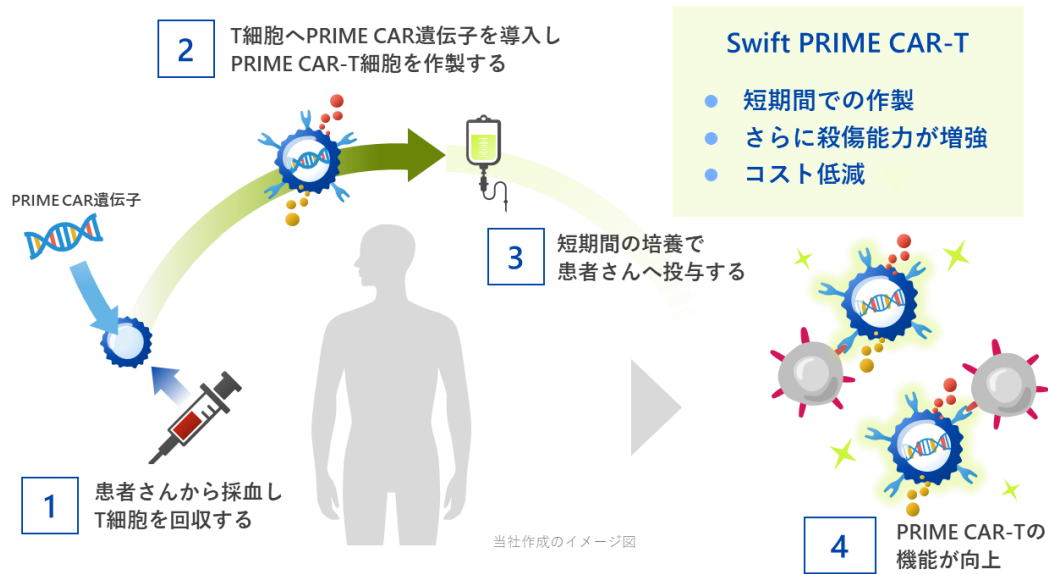 2
T細胞へPRIME CAR遺伝子を導入し
PRIME CAR-T細胞を作製する
Swift PRIME CAR-T
● 短期間での作製
● さらに殺傷能力が増強
● コスト低減
PRIME CAR遺伝子
3
短期間の培養で
患者さんへ投与する
1
患者さんから採血し
T細胞を回収する
当社作成のイメージ図
4
PRIME CAR-Tの
機能が向上